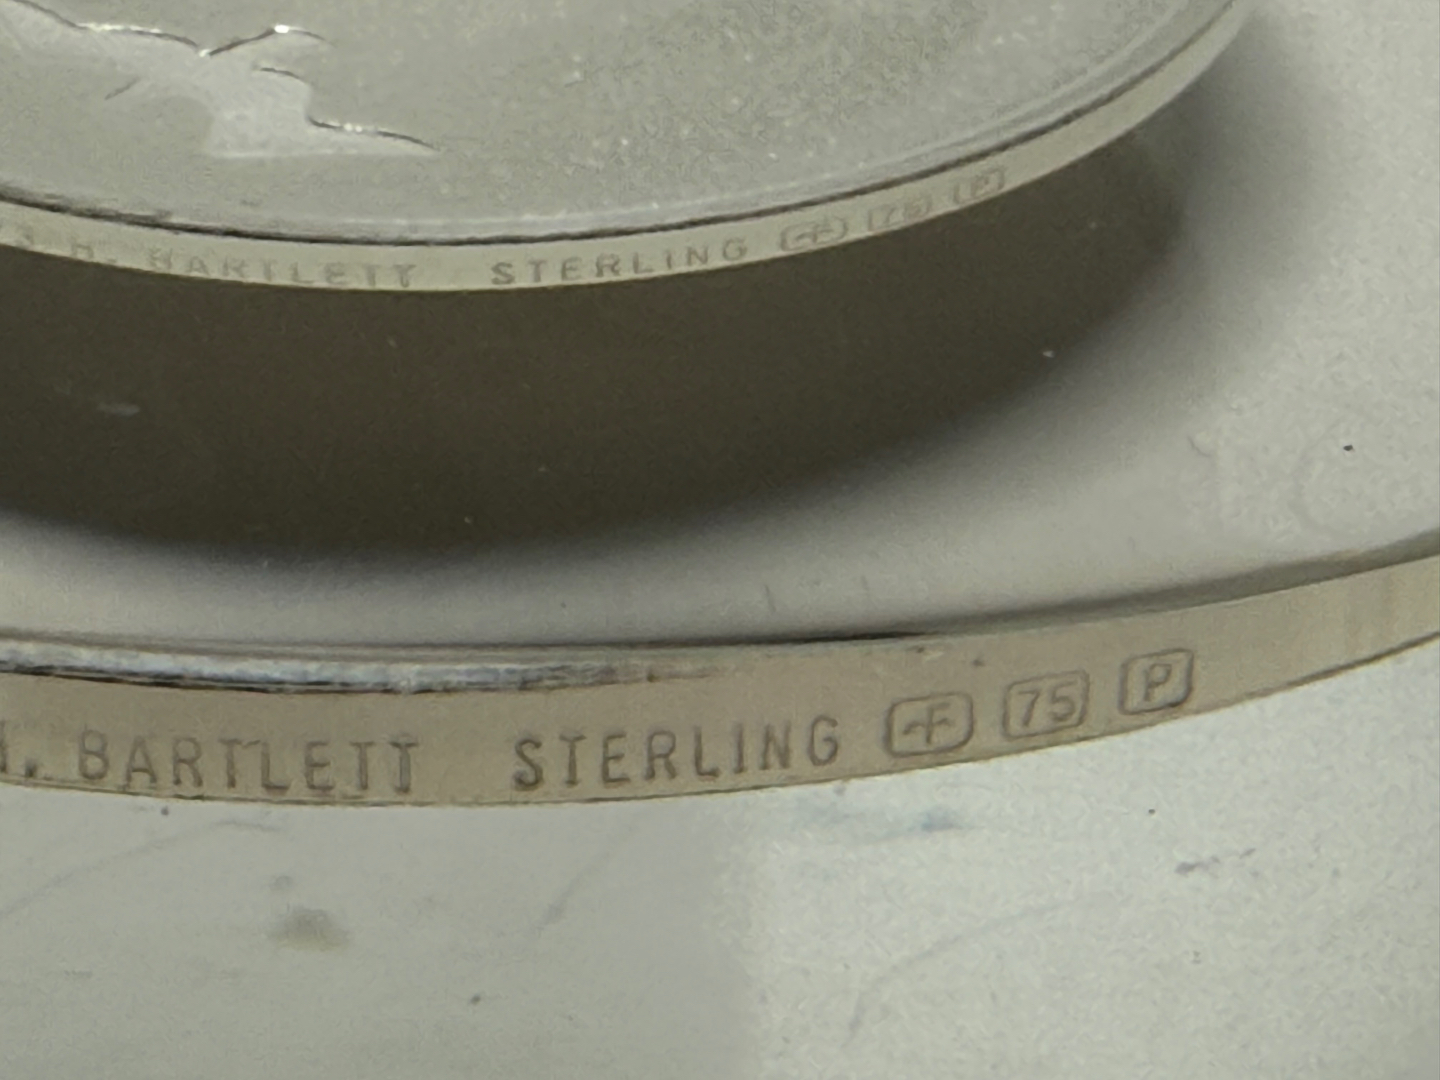 H. BARTLETT STERLING 75 P
H. BARTLETT STERLING F 75 P